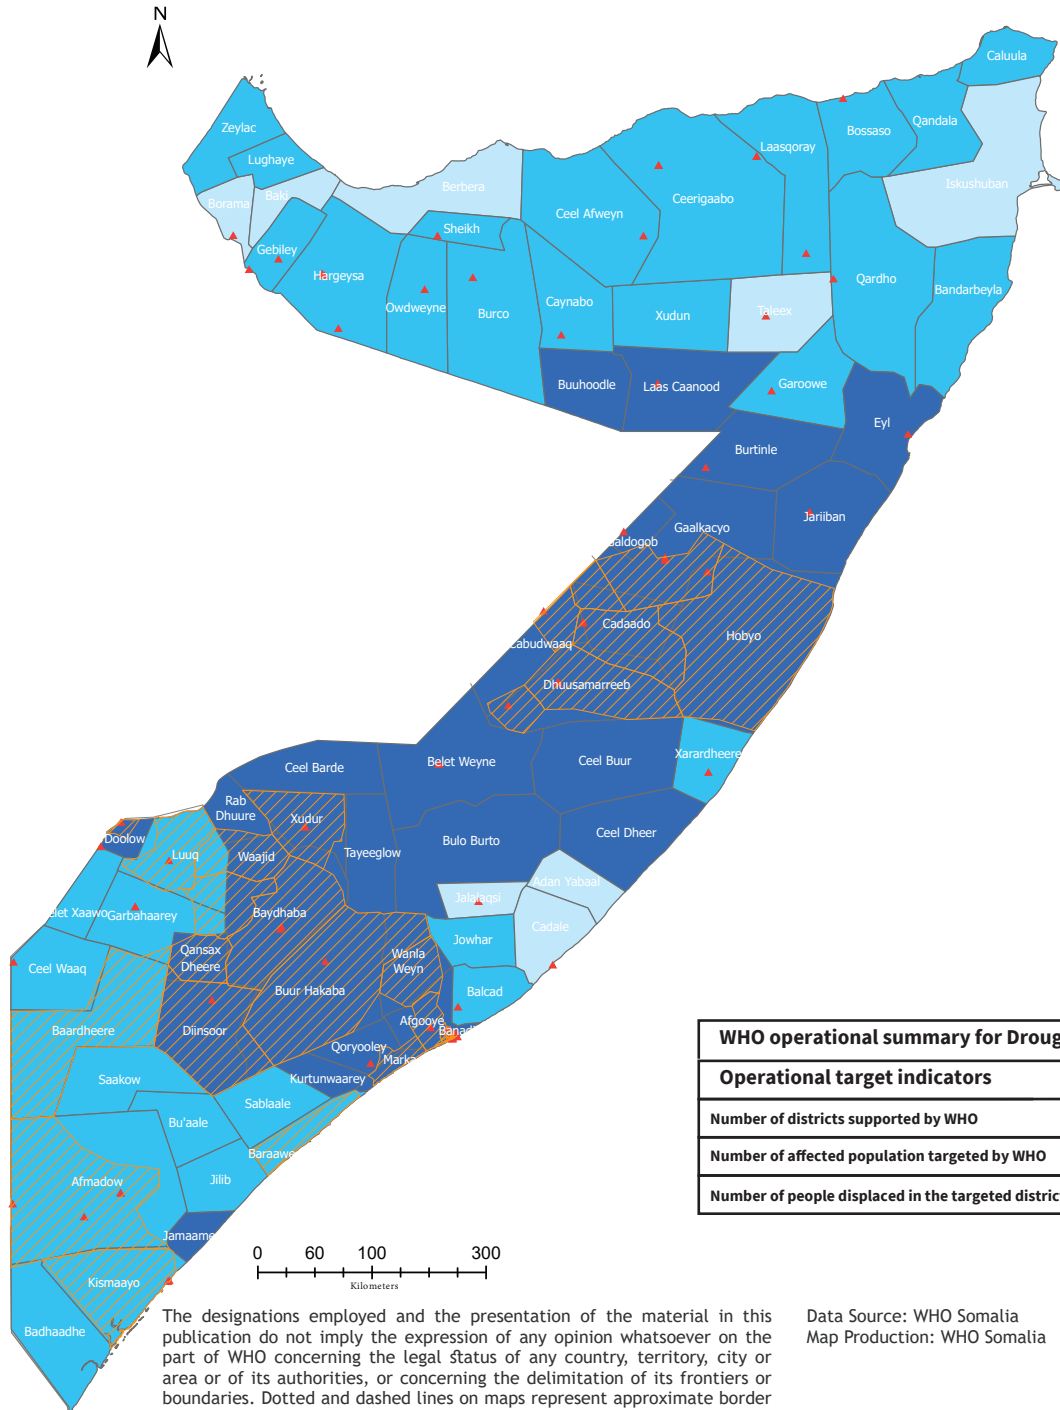 N
Caluula
Zeylac
Qandala
Bossaso
Laasqoray
Lughaye
Iskushuban
Berbera
Baki
Borama
Ceerigaabo
Ceel Afweyn
Sheikh
Gebiley
Hargeysa
Qardho
Bandarbeyla
Owdweyne
Burco
Caynabo
Xudun
Taleex
Buuhoodle
Laas Caanood
Garoowe
Eyl
Burtinle
Gaalkacyo
Jariiban
aldogob
Cadaado
Hobyo
Cabudwaaq
Dhuusamarreeb
Xarardheere
Ceel Barde
Belet Weyne
Ceel Buur
Rab
Dhuure
Xudur
Doolow
Luuq
Waajid
Tayeeglow
Bulo Burto
Ceel Dheer
Adan Yabaal
Jalalaqsi
elet Xaawo
Garbahaarey
Baydhaba
Cadale
Jowhar
Qansax
Dheere
Wanla
Weyn
Ceel Waaq
Buur Hakaba
Balcad
Baardheere
Diinsoor
Afgooye
Banadi
Qoryooley
Marka
Saakow
Kurtunwaarey
Sablaale
Bu'aale
Baraawe
Jilib
Afmadow
Jamaame
Kismaayo
Badhaadhe
WHO operational summary for Droug
Operational target indicators
Number of districts supported by WHO
Number of affected population targeted by WHO
Number of people displaced in the targeted distric
0 60 100 300
Kilometers
The designations employed and the presentation of the material in this
publication do not imply the expression of any opinion whatsoever on the
part of WHO concerning the legal status of any country, territory, city or
area or of its authorities, or concerning the delimitation of its frontiers or
boundaries. Dotted and dashed lines on maps represent approximate border
Data Source: WHO Somalia
Map Production: WHO Somalia